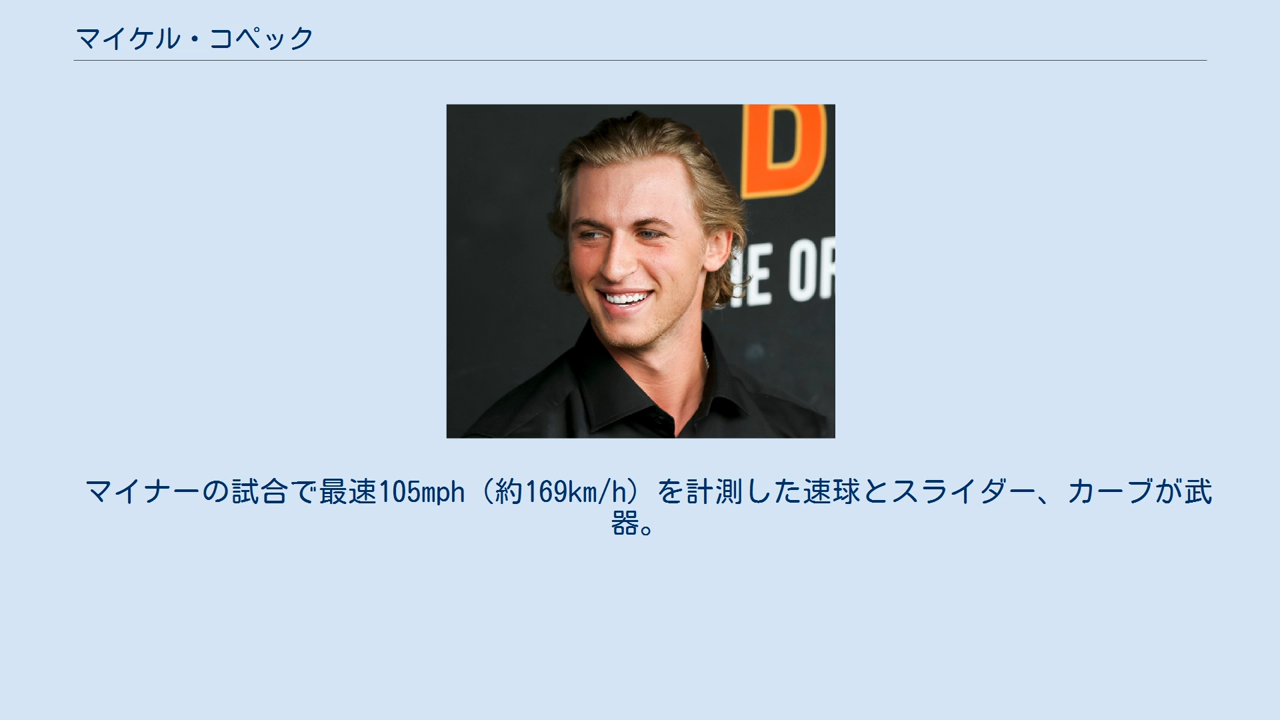 マイケル・コペック
D
ME OF
マイナーの試合で最速105mph（約169km/h）を計測した速球とスライダー、カーブが武
器。